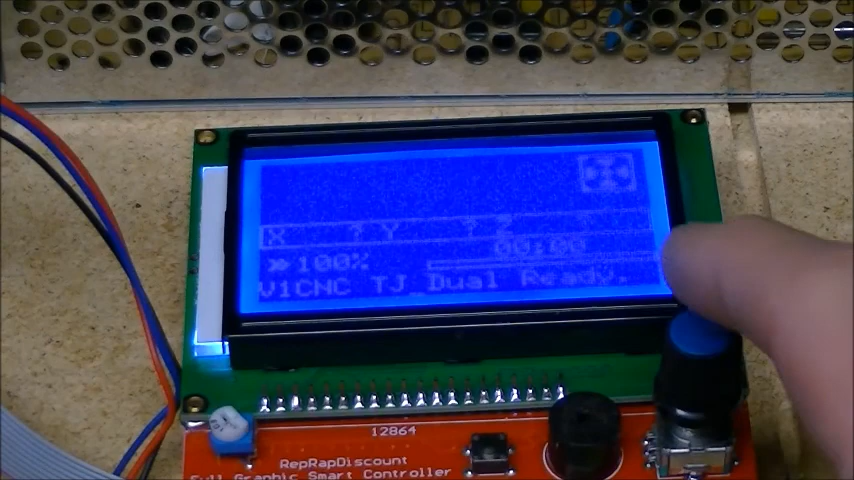 X ? Y ? Z
00:00
» 100%
V1CNC TJ_Dual Ready.
12864
RepRapDiscount
Full Graphic Smart Controller